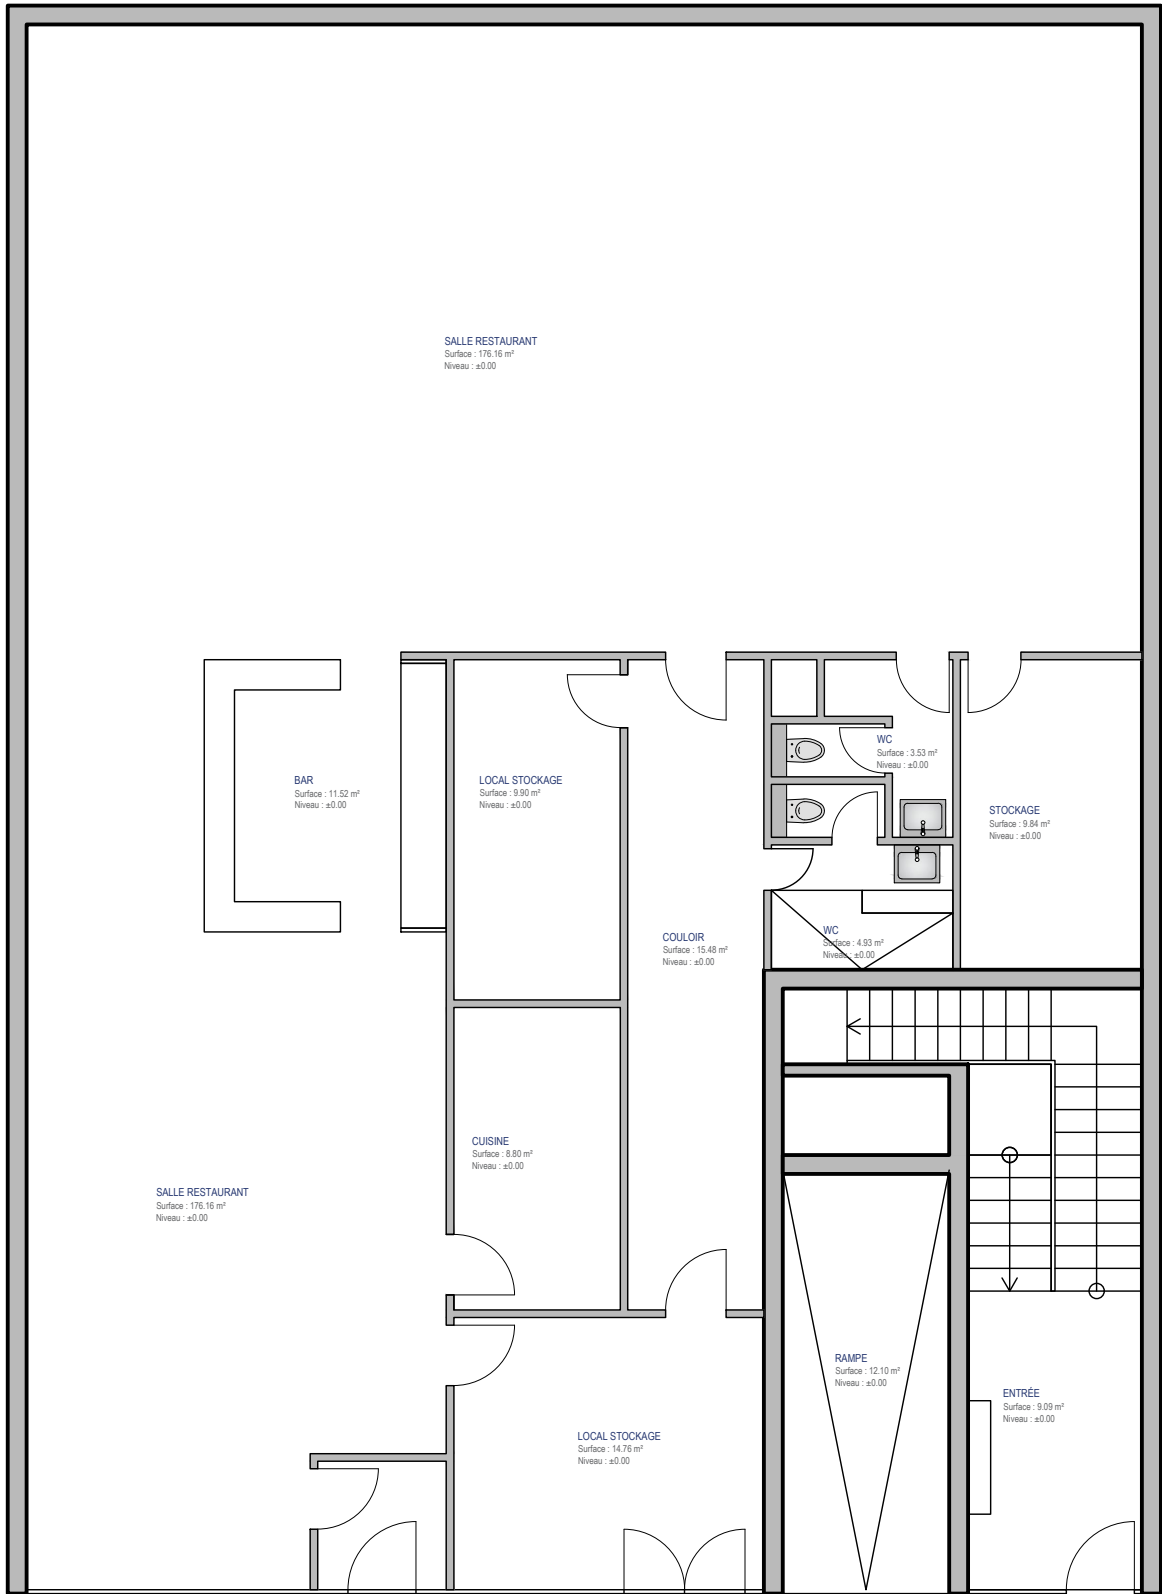 SALLE RESTAURANT
Surface : 176.16 m²
Niveau : ±0.00
WC
Surface : 3.53 m²
Niveau : ±0.00
BAR
Surface : 11.52 m²
Niveau : ±0.00
LOCAL STOCKAGE
Surface : 9.90 m²
Niveau : ±0.00
STOCKAGE
Surface : 9.84 m²
Niveau : ±0.00
COULOIR
Surface : 15.48 m²
Niveau : ±0.00
WC
Surface : 4.93 m²
Niveau : ±0.00
CUISINE
Surface : 8.80 m²
Niveau : ±0.00
SALLE RESTAURANT
Surface : 176.16 m²
Niveau : ±0.00
RAMPE
Surface : 12.10 m²
Niveau : ±0.00
ENTRÉE
Surface : 9.09 m²
Niveau : ±0.00
LOCAL STOCKAGE
Surface : 14.76 m²
Niveau : ±0.00